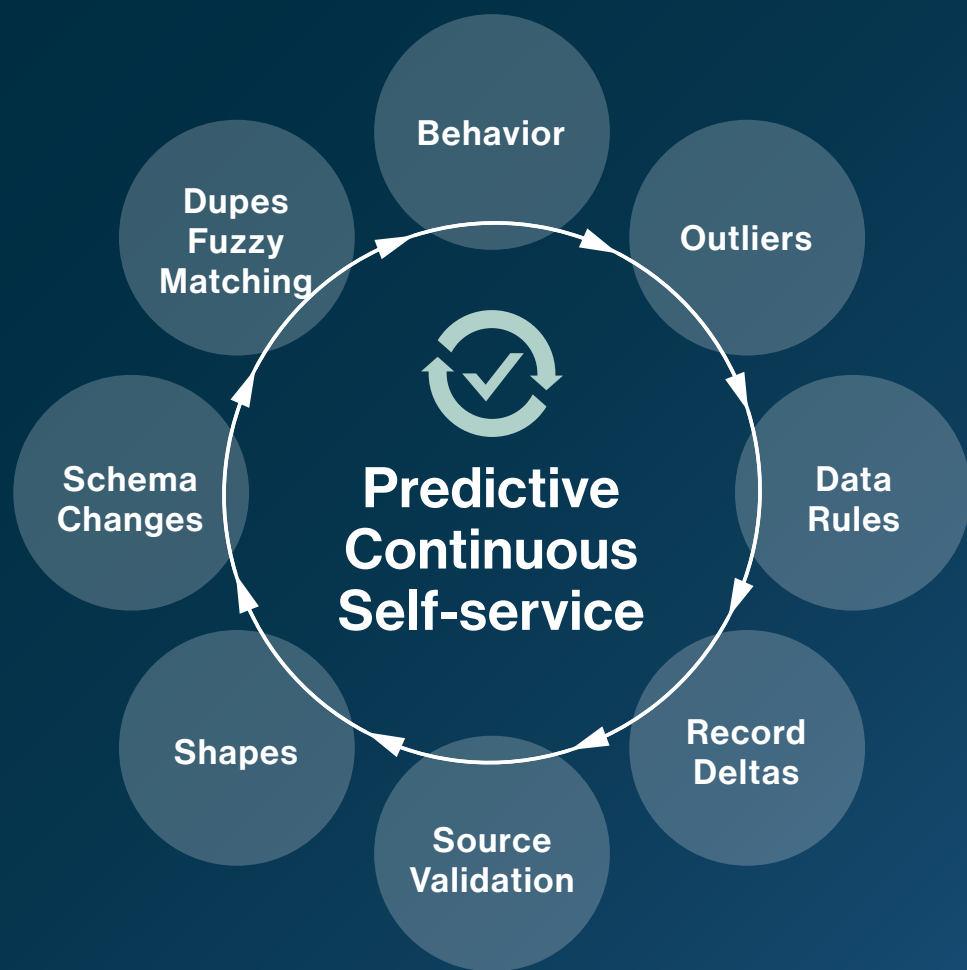 Behavior
Outliers
Data
Rules
Record
Deltas
Source
Validation
Shapes
Schema
Changes
Dupes
Fuzzy
Matching
Predictive
Continuous
Self-service